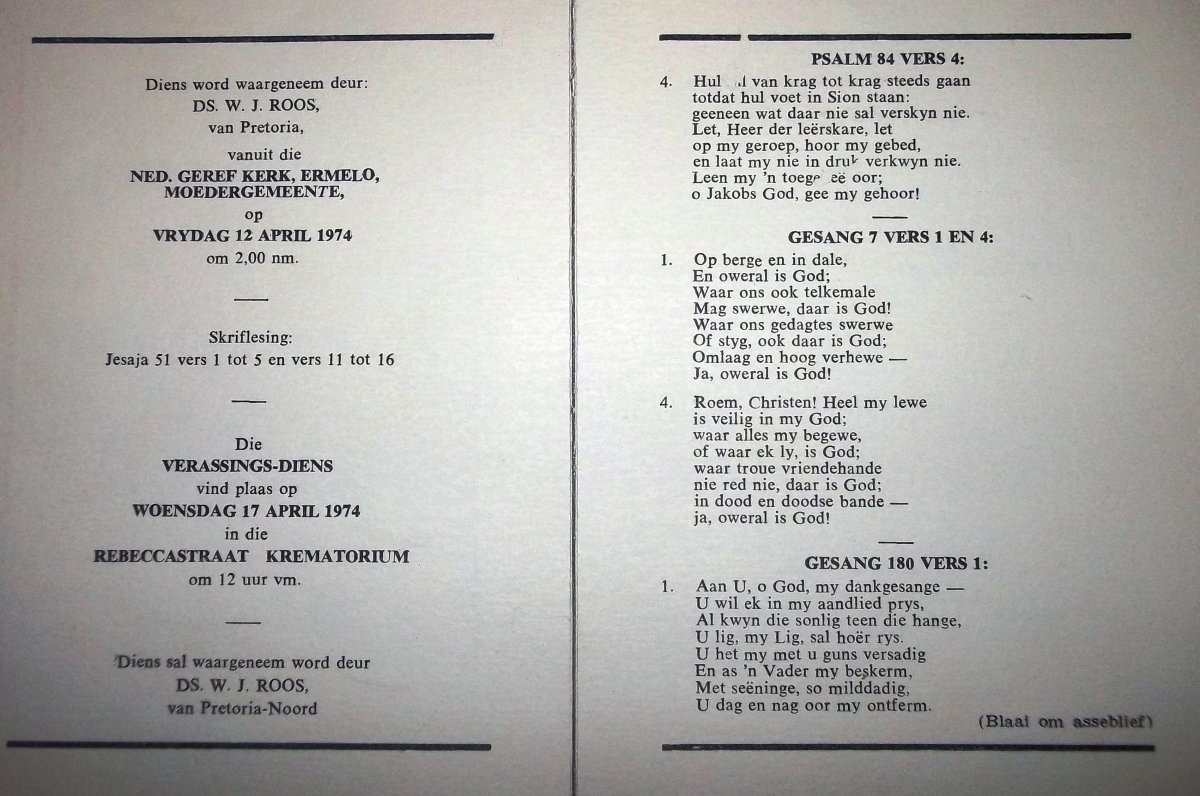 Diens word waargeneem deur:
DS. W. J. ROOS,
van Pretoria,
vanuit die
NED. GEREF KERK, ERMELO,
MOEDERGEMEENTE,
op
VRYDAG 12 APRIL 1974
om 2,00 nm.
Skriflesing:
Jesaja 51 vers 1 tot 5 en vers 11 tot 16
Die
VERASSINGS-DIENS
vind plaas op
WOENSDAG 17 APRIL 1974
in die
REBECCASTRAAT KREMATORIUM
om 12 uur vm.
Diens sal waargeneem word deur
DS. W. J. ROOS,
van Pretoria-Noord
PSALM 84 VERS 4:
4. Hul van krag tot krag steeds gaan
totdat hul voet in Sion staan:
geeneen wat daar nie sal verskyn nie.
Let, Heer der leërskare, let
op my geroep, hoor my gebed,
en laat my nie in druk verkwyn nie.
Leen my 'n oor;
o Jakobs God, gee my gehoor!
GESANG 7 VERS 1 EN 4:
1. Op berge en in dale,
En oweral is God;
Waar ons ook telkemale
Mag swerwe, daar is God!
Waar ons gedagtes swerwe
Of styg, ook daar is God;
Omlaag en hoog verhewe —
Ja, oweral is God!
4. Roem, Christen! Heel my lewe
is veilig in my God;
waar alles my begewe,
of waar ek ly, is God;
waar troue vriendehande
nie red nie, daar is God;
in dood en doodse bande —
ja, oweral is God!
GESANG 180 VERS 1:
1. Aan U, o God, my dankgesange —
U wil ek in my aandlied prys,
Al kwyn die sonlig teen die hange,
U lig, my Lig, sal hoër rys.
U het my met u guns versadig
En as 'n Vader my beskerm,
Met seëninge, so milddadig,
U dag en nag oor my ontferm.
(Blaai om asseblief)